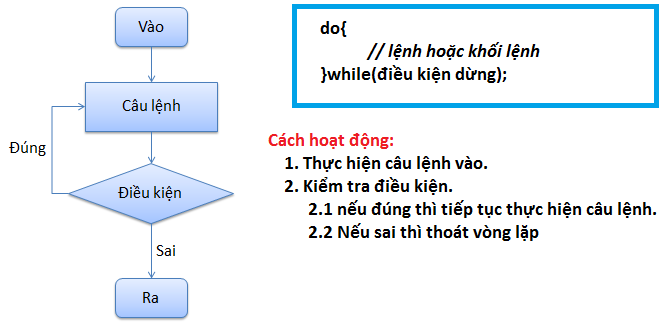 Vào
Câu lệnh
Đúng
Điều kiện
Sai
Ra
do{
// lệnh hoặc khối lệnh
}while(điều kiện dừng);
Cách hoạt động:
1. Thực hiện câu lệnh vào.
2. Kiểm tra điều kiện.
2.1 nếu đúng thì tiếp tục thực hiện câu lệnh.
2.2 Nếu sai thì thoát vòng lặp